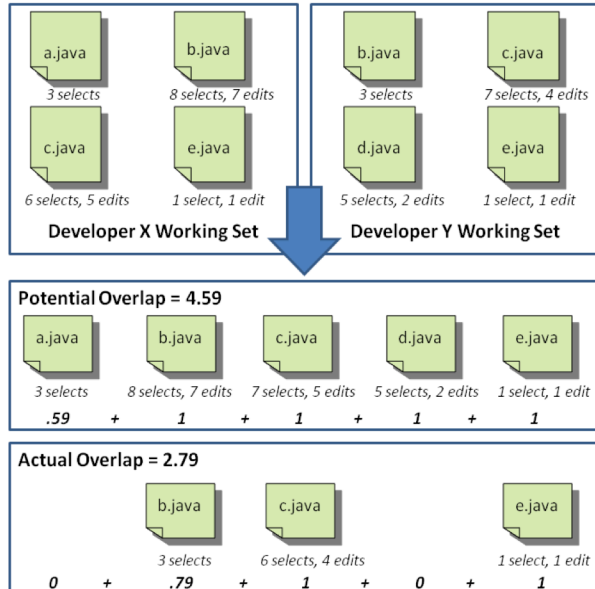 a.java b.java b.java c.java
3 selects 8 selects, 7 edits 3 selects 7 selects, 4 edits
c.java e.java d.java e.java
6 selects, 5 edits 1 select, 1 edit 5 selects, 2 edits 1 select, 1 edit
Developer X Working Set Developer Y Working Set
Potential Overlap = 4.59
a.java b.java c.java d.java e.java
3 selects 8 selects, 7 edits 7 selects, 5 edits 5 selects, 2 edits 1 select, 1 edit
.59 + 1 + 1 + 1 + 1
Actual Overlap = 2.79
b.java c.java e.java
3 selects 6 selects, 4 edits 1 select, 1 edit
0 + .79 + 1 + 0 + 1